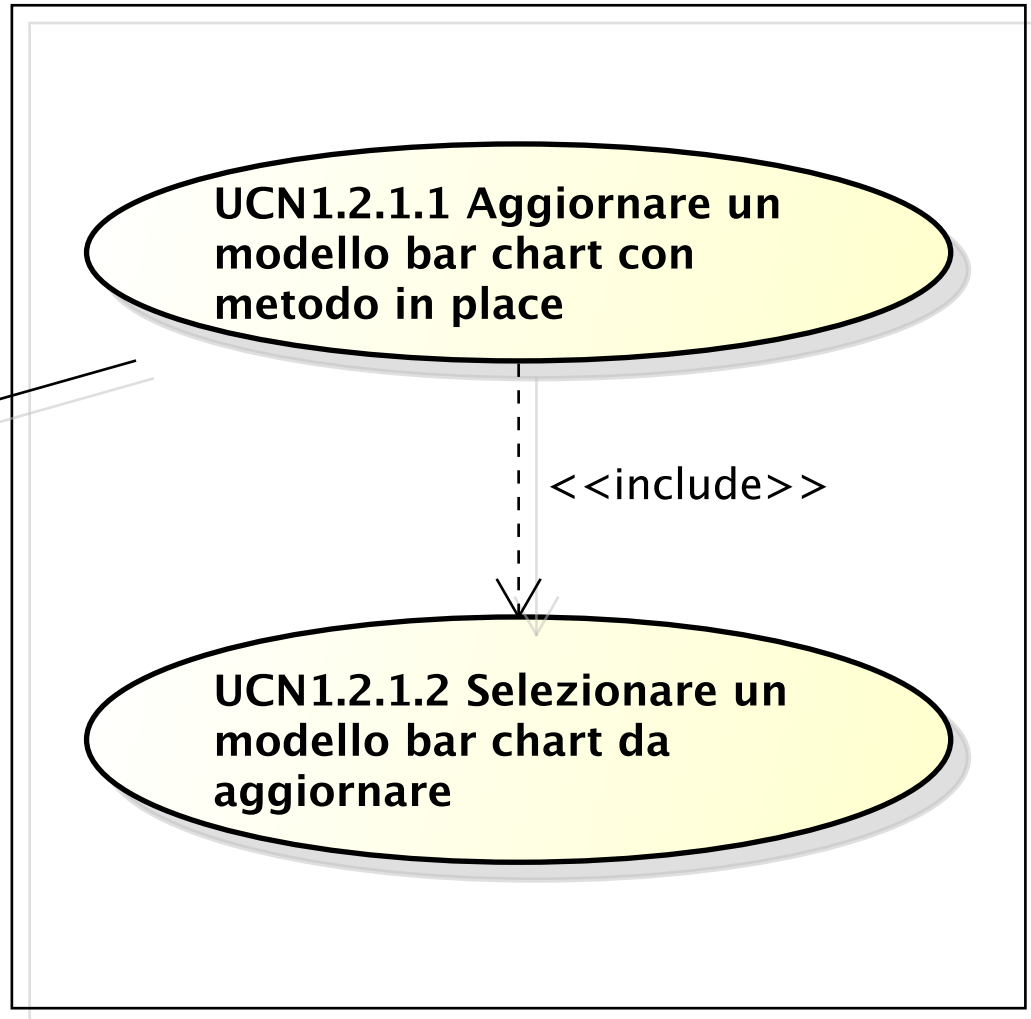 UCN1.2.1.1 Aggiornare un
modello bar chart con
metodo in place
<<include>>
UCN1.2.1.2 Selezionare un
modello bar chart da
aggiornare